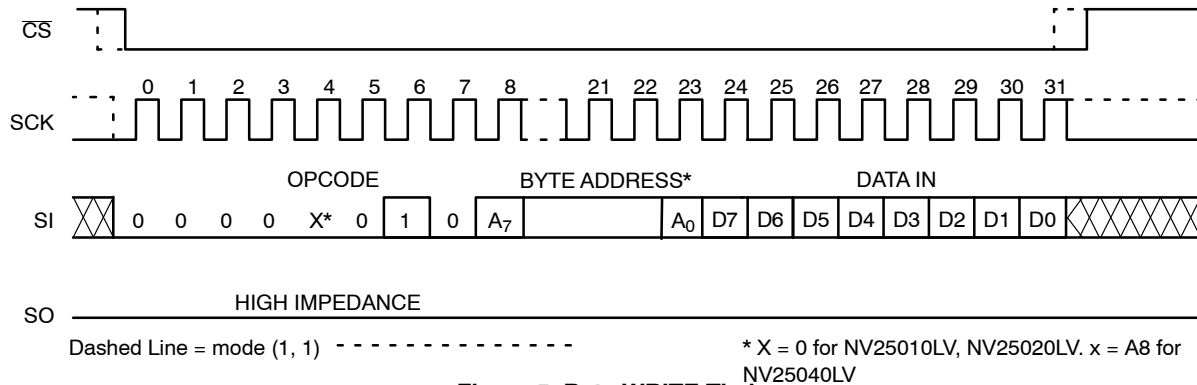 CS
0 1 2 3 4 5 6 7 8 21 22 23 24 25 26 27 28 29 30 31
SCK
OPCODE BYTE ADDRESS* DATA IN
SI 0 0 0 0 X* 0 1 0 A7 A0 D7 D6 D5 D4 D3 D2 D1 D0
HIGH IMPEDANCE
SO
Dashed Line = mode (1, 1)
* X = 0 for NV25010LV, NV25020LV. x = A8 for
NV25040LV